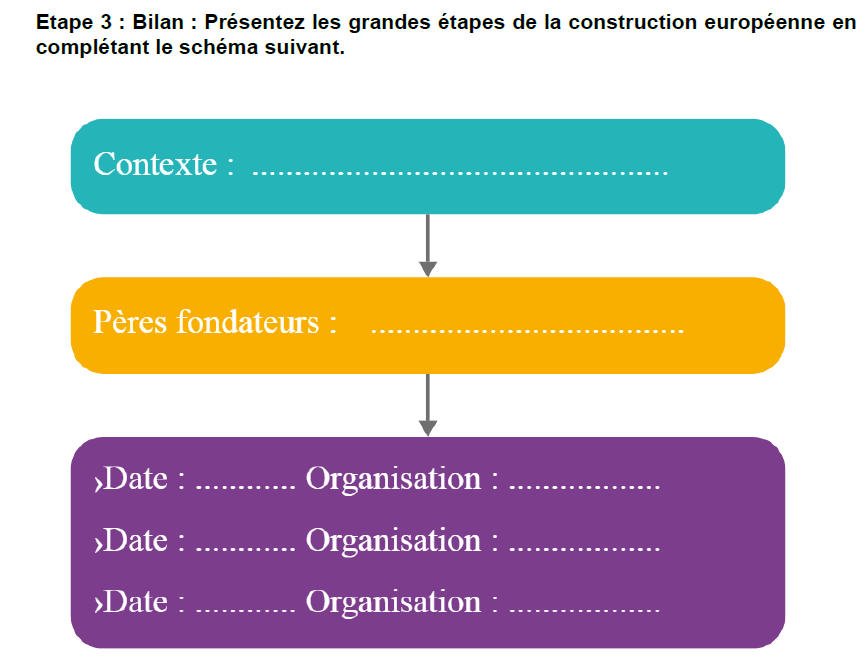 Etape 3 : Bilan : Présentez les grandes étapes de la construction européenne en
complétant le schéma suivant.
Contexte : ................................................
Pères fondateurs : ....................................
›Date : ............ Organisation : ..................
›Date : ............ Organisation : ..................
›Date : ............ Organisation : ..................